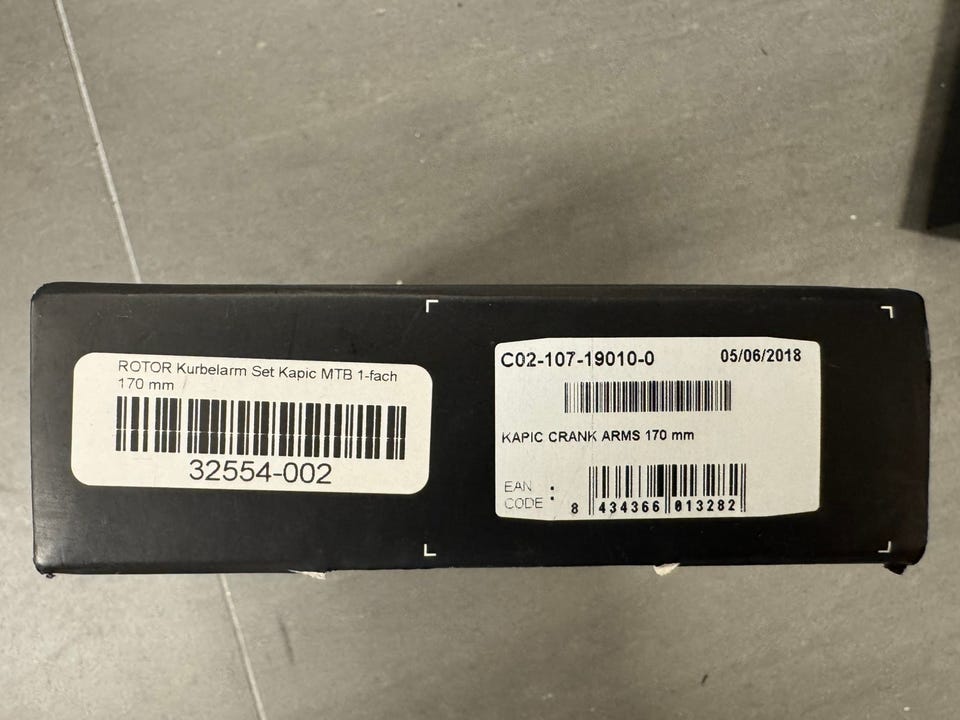 ROTOR Kurbelarm Set Kapic MTB 1-fach
170 mm
32554-002
C02-107-19010-0 05/06/2018
KAPIC CRANK ARMS 170 mm
EAN
CODE :
8 434366 013282